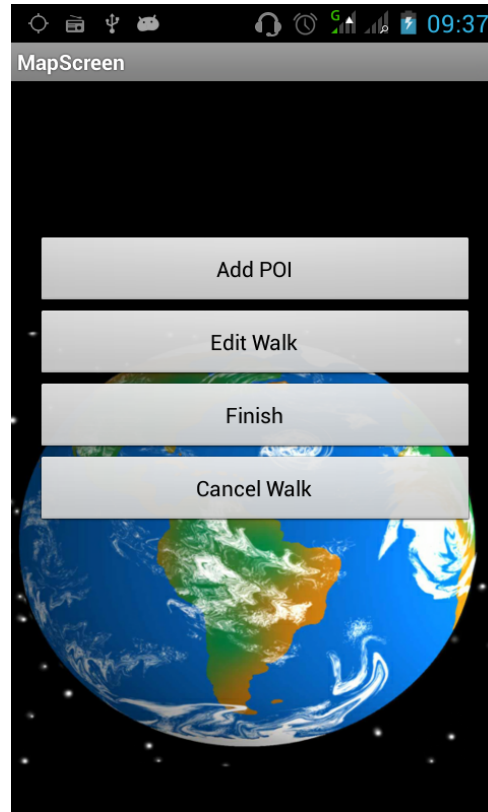 G
09:37
MapScreen
Add POI
Edit Walk
Finish
Cancel Walk